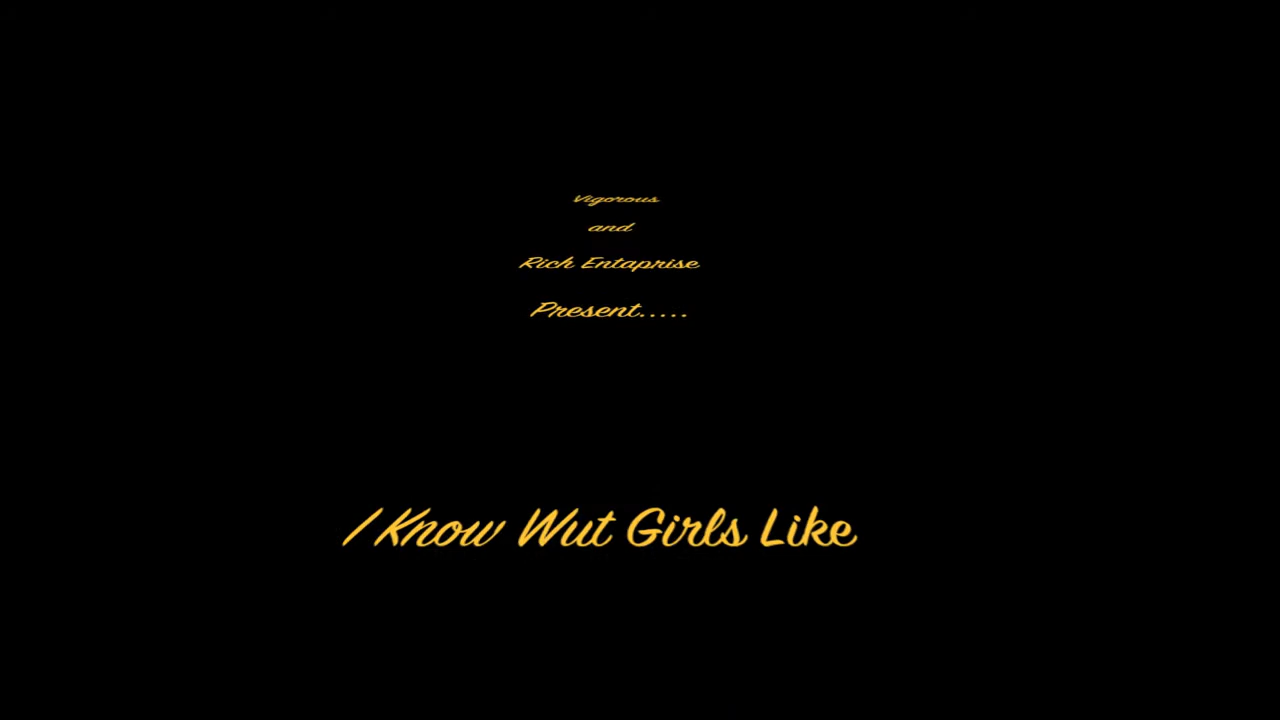 Vigorous
and
Rich Entaprise
Present.....
I Know Wut Girls Like